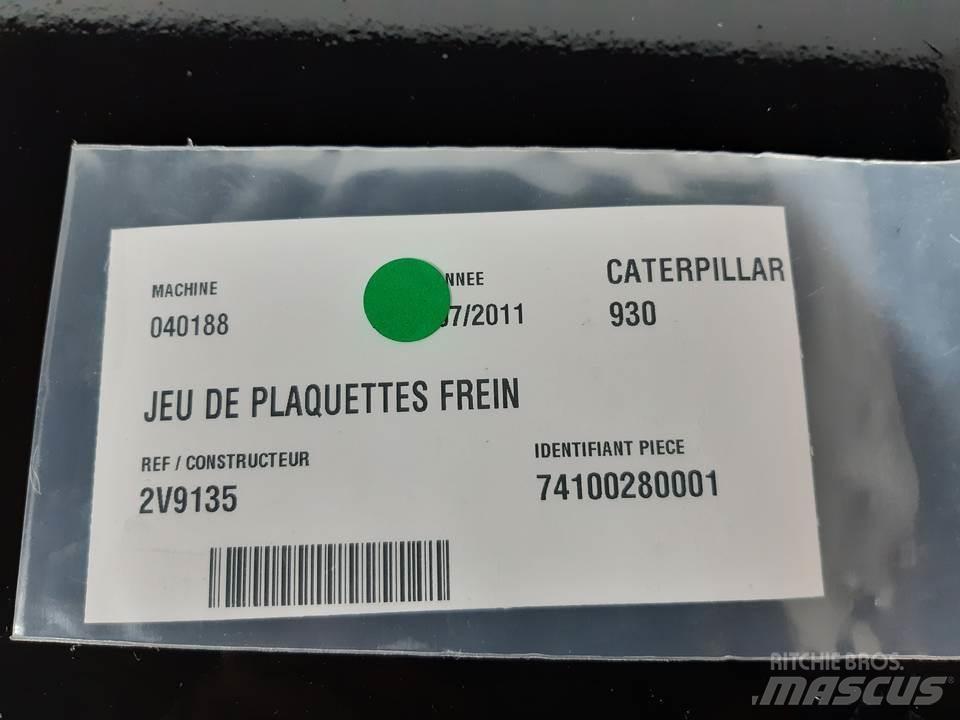 MACHINE
NNEE
CATERPILLAR
040188
7/2011
930
JEU DE PLAQUETTES FREIN
REF / CONSTRUCTEUR
IDENTIFIANT PIECE
2V9135
74100280001
RITCHIE BROS.
MASCUS